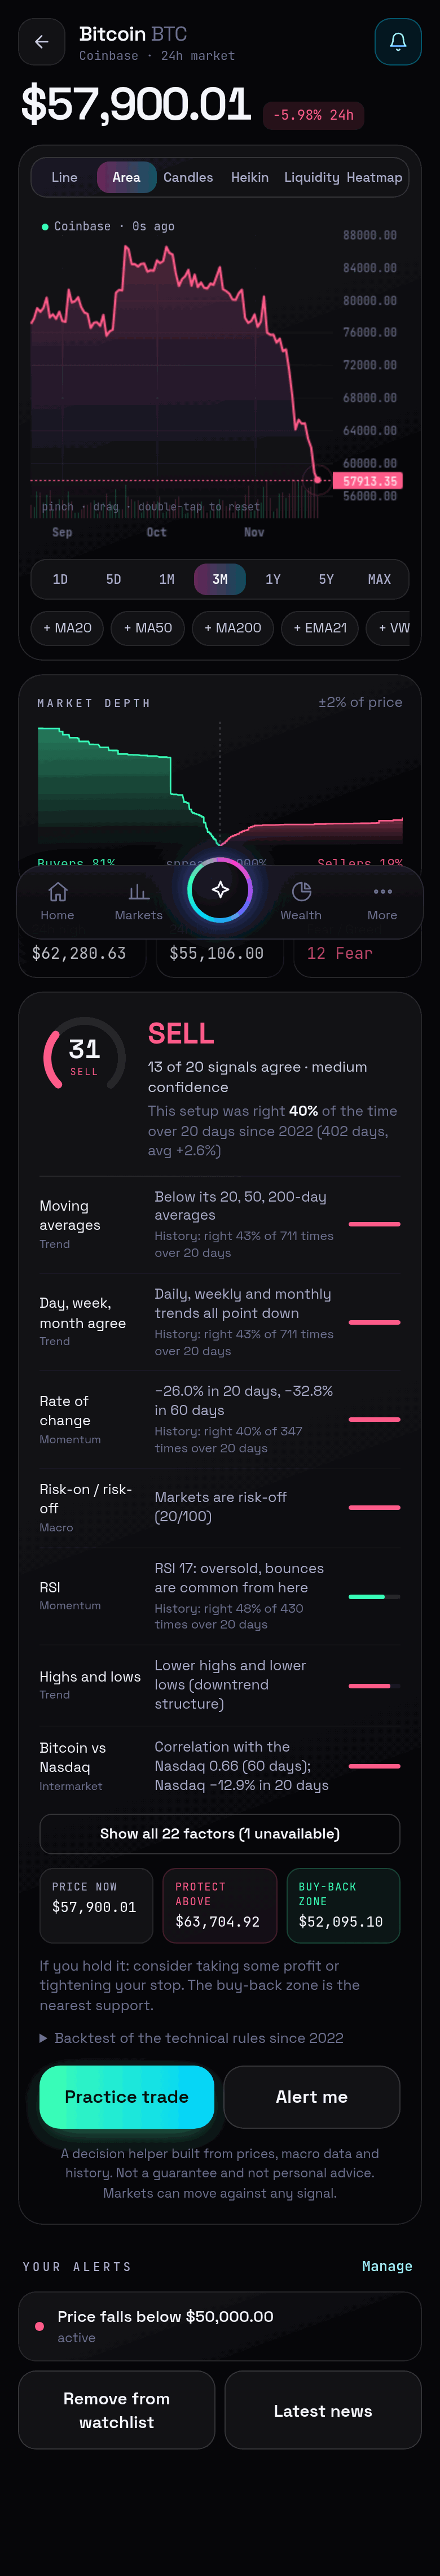 Bitcoin BTC
Coinbase · 24h market
$57,900.01 -5.98% 24h
Line Area Candles Heikin Liquidity Heatmap
Coinbase · 0s ago
88000.00
84000.00
80000.00
76000.00
72000.00
68000.00
64000.00
60000.00
57913.35
56000.00
pinch · drag · double-tap to reset
Sep Oct Nov
1D 5D 1M 3M 1Y 5Y MAX
+ MA20 + MA50 + MA200 + EMA21 + VW
MARKET DEPTH ±2% of price
Buyers 81% Sellers 19%
Home Markets Wealth More
$62,280.63 $55,106.00 12 Fear
31
SELL
SELL
13 of 20 signals agree · medium
confidence
This setup was right 40% of the time
over 20 days since 2022 (402 days,
avg +2.6%)
Moving
averages
Trend
Below its 20, 50, 200-day
averages
History: right 43% of 711 times
over 20 days
Day, week,
month agree
Trend
Daily, weekly and monthly
trends all point down
History: right 43% of 711 times
over 20 days
Rate of
change
Momentum
−26.0% in 20 days, −32.8%
in 60 days
History: right 40% of 347
times over 20 days
Risk-on / risk-
off
Macro
Markets are risk-off
(20/100)
RSI
Momentum
RSI 17: oversold, bounces
are common from here
History: right 48% of 430
times over 20 days
Highs and lows
Trend
Lower highs and lower
lows (downtrend
structure)
Bitcoin vs
Nasdaq
Intermarket
Correlation with the
Nasdaq 0.66 (60 days);
Nasdaq −12.9% in 20 days
Show all 22 factors (1 unavailable)
PRICE NOW
$57,900.01
PROTECT
ABOVE
$63,704.92
BUY-BACK
ZONE
$52,095.10
If you hold it: consider taking some profit or
tightening your stop. The buy-back zone is the
nearest support.
Backtest of the technical rules since 2022
Practice trade Alert me
A decision helper built from prices, macro data and
history. Not a guarantee and not personal advice.
Markets can move against any signal.
YOUR ALERTS Manage
Price falls below $50,000.00
active
Remove from
watchlist
Latest news